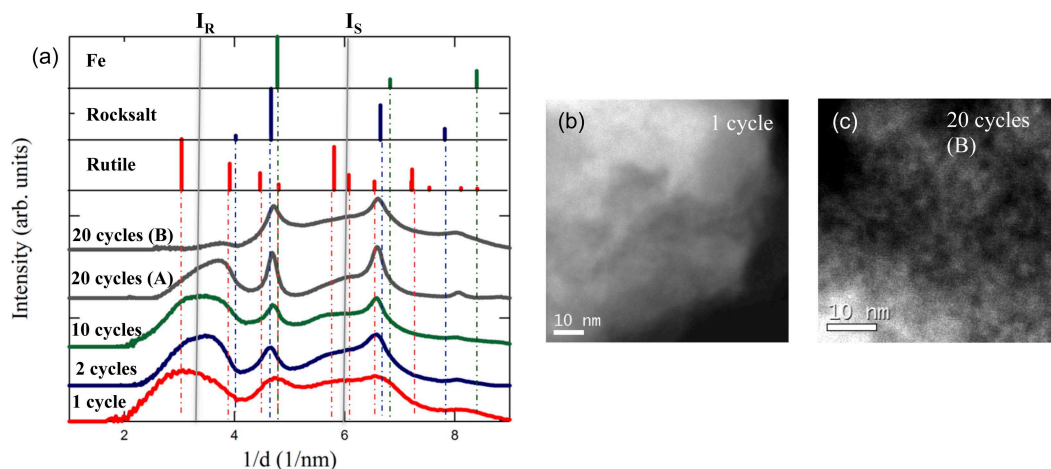 I_R I_S
(a)
Fe
Rocksalt
Rutile
20 cycles (B)
20 cycles (A)
10 cycles
2 cycles
1 cycle
Intensity (arb. units)
2 4 6 8
1/d (1/nm)
(b) 1 cycle
10 nm
(c) 20 cycles
(B)
10 nm